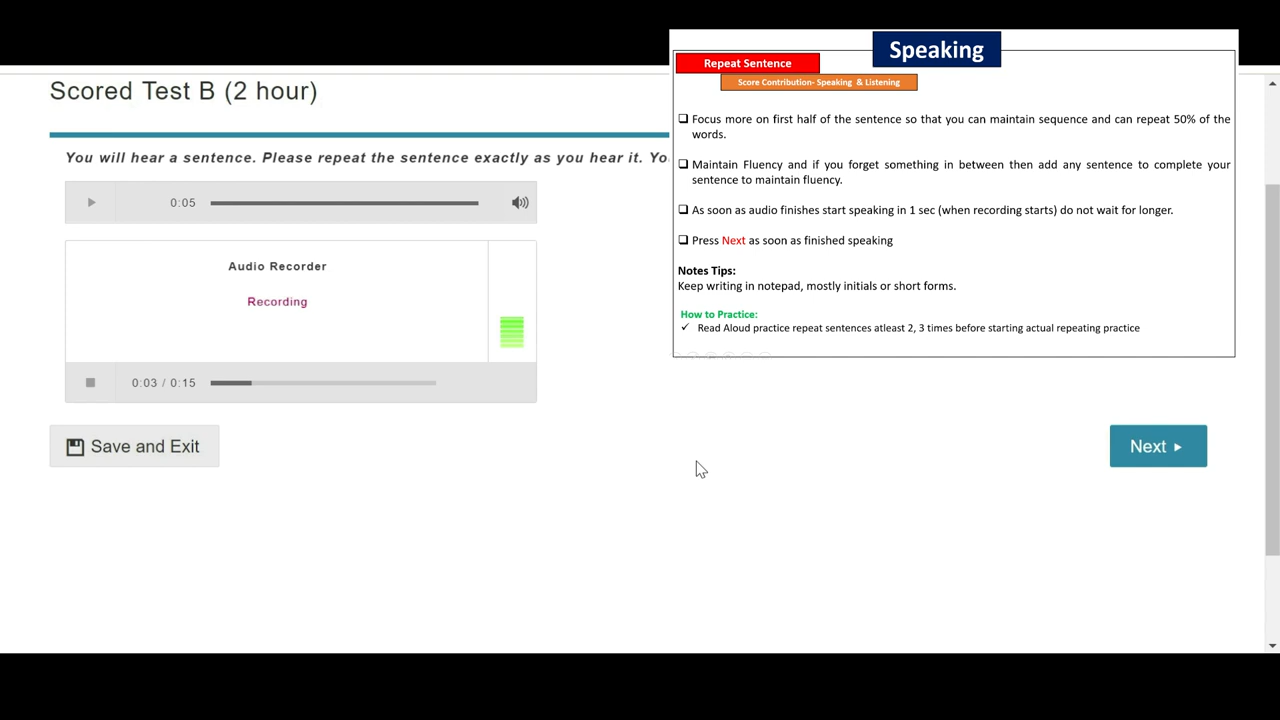 Scored Test B (2 hour)
You will hear a sentence. Please repeat the sentence exactly as you hear it. Yo
0:05
Audio Recorder
Recording
0:03 / 0:15
Save and Exit
Next
Speaking
Repeat Sentence
Score Contribution- Speaking & Listening
Focus more on first half of the sentence so that you can maintain sequence and can repeat 50% of the
words.
Maintain Fluency and if you forget something in between then add any sentence to complete your
sentence to maintain fluency.
As soon as audio finishes start speaking in 1 sec (when recording starts) do not wait for longer.
Press Next as soon as finished speaking
Notes Tips:
Keep writing in notepad, mostly initials or short forms.
How to Practice:
Read Aloud practice repeat sentences atleast 2, 3 times before starting actual repeating practice